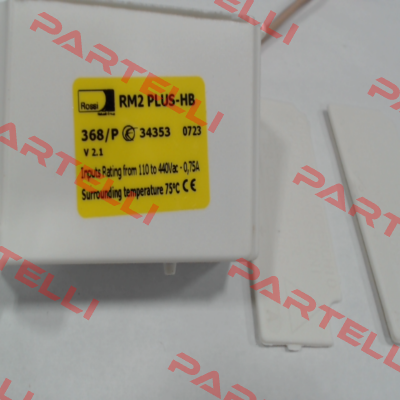 PARTELLI
Rossi
RM2 PLUS-HB
368/P 34353 0723
V 2.1
Inputs Rating from 110 to 440Vac - 0,75A
Surrounding temperature 75°C CE
PARTELLI
PARTELLI